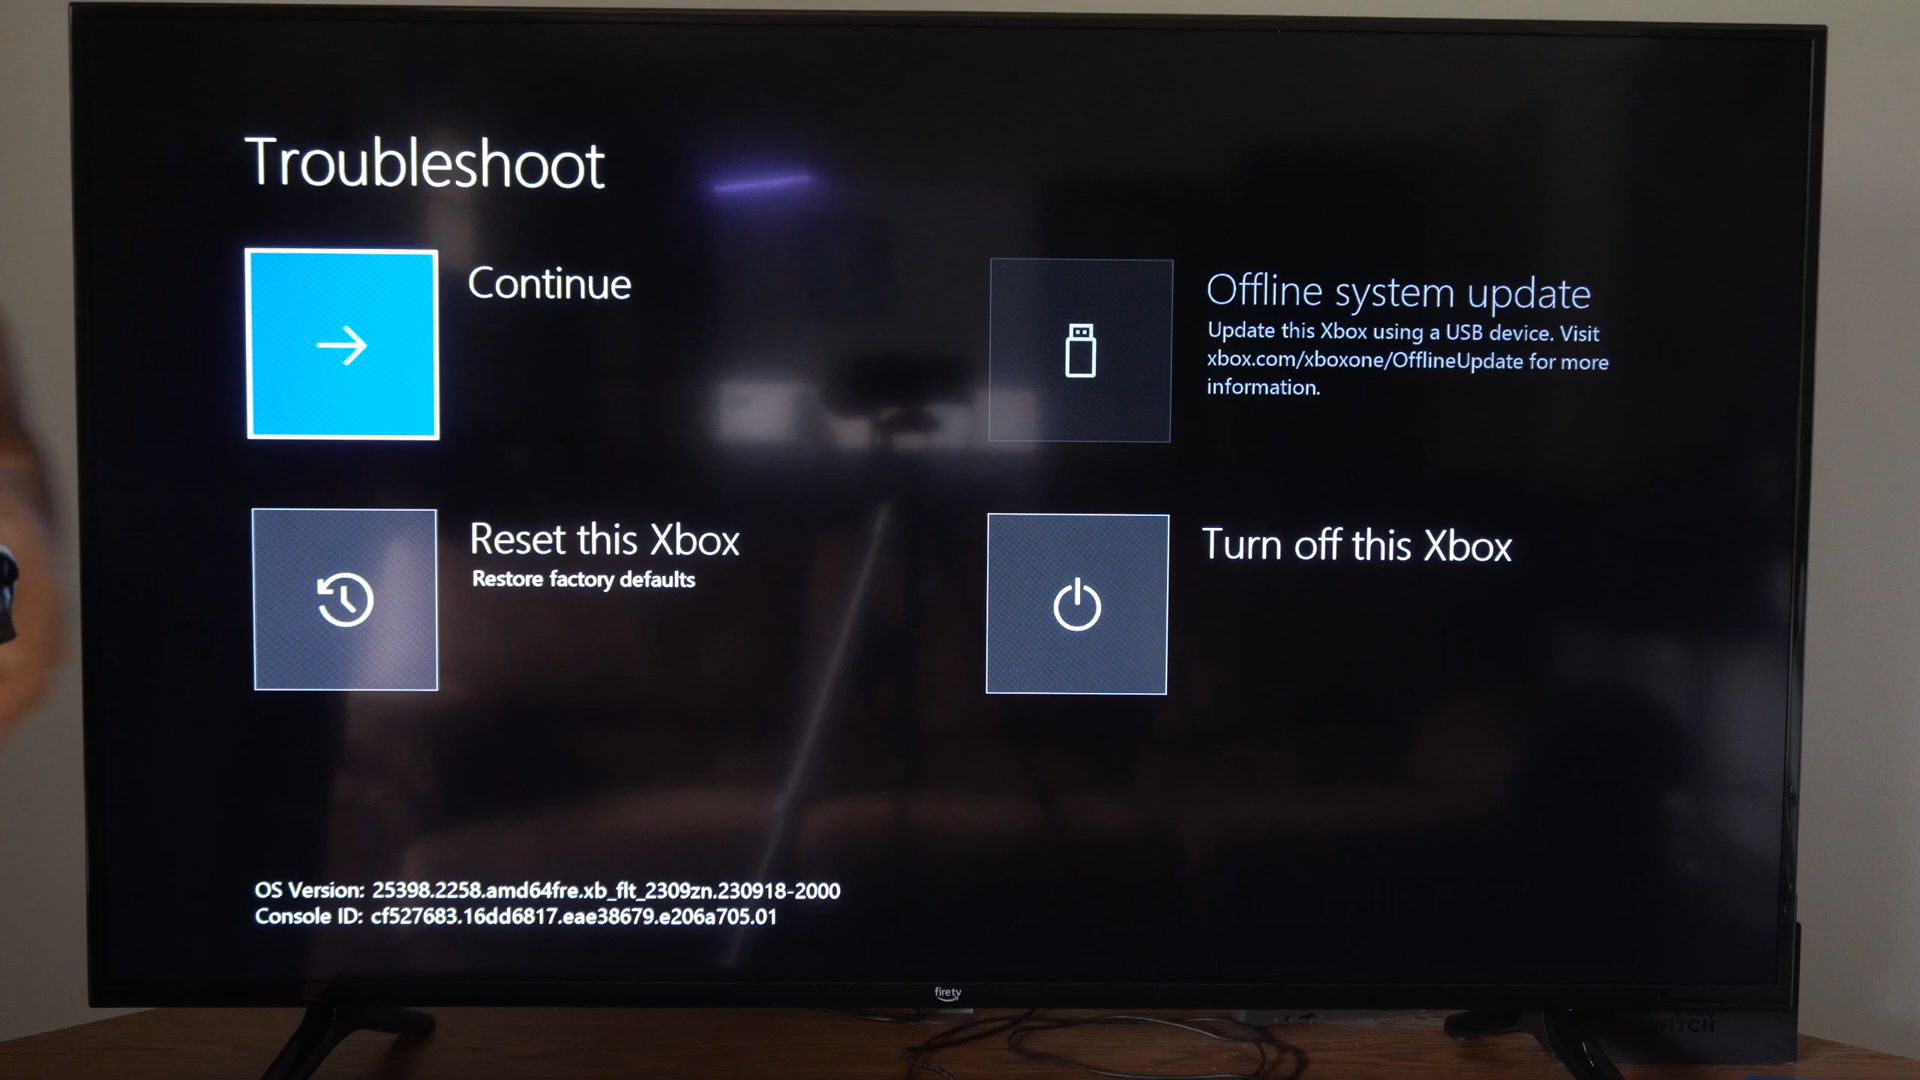 Troubleshoot
Continue
Offline system update
Update this Xbox using a USB device. Visit
xbox.com/xboxone/OfflineUpdate for more
information.
Reset this Xbox
Restore factory defaults
Turn off this Xbox
OS Version: 25398.2258.amd64fre.xb_flt_2309zn.230918-2000
Console ID: cf527683.16dd6817.eae38679.e206a705.01
firetv
SWITCH